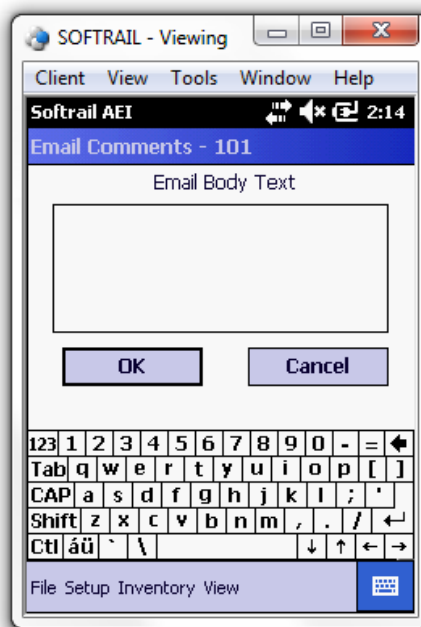 SOFTRAIL - Viewing
Client View Tools Window Help
Softrail AEI 2:14
Email Comments - 101
Email Body Text
OK Cancel
123 1 2 3 4 5 6 7 8 9 0 - =
Tab q w e r t y u i o p [ ]
CAP a s d f g h j k l ; '
Shift z x c v b n m , . /
Ctl áü ` \ ↓ ↑ ← →
File Setup Inventory View